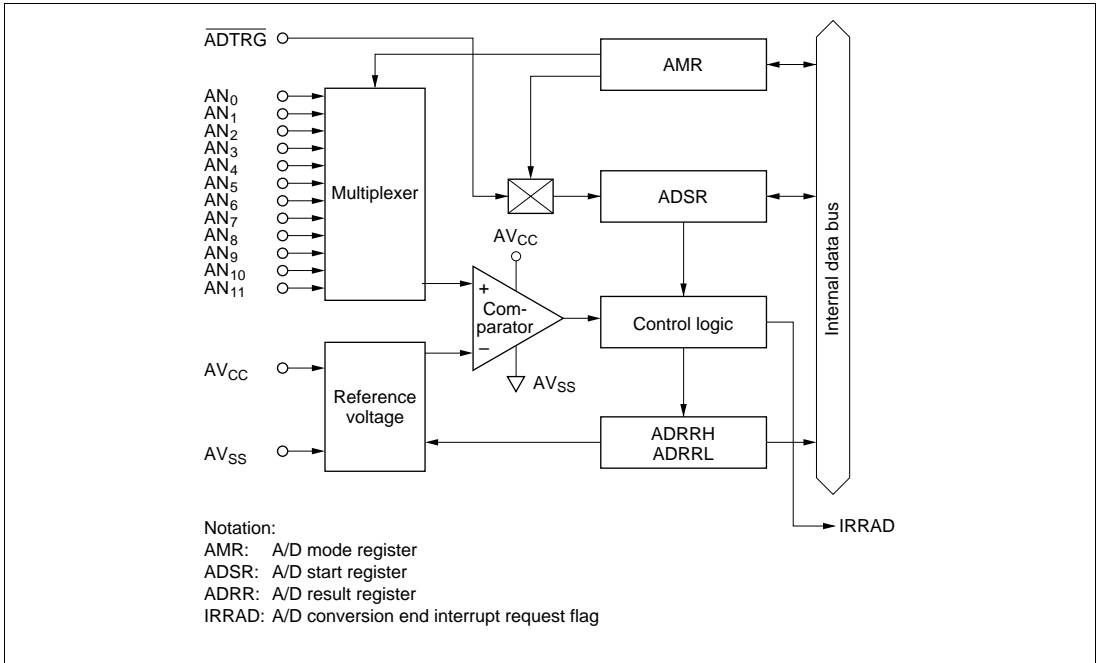 ADTRG
AMR
AN0
AN1
AN2
AN3
AN4
AN5
AN6
AN7
AN8
AN9
AN10
AN11
Multiplexer
ADSR
Internal data bus
AVCC
+
Com-
parator
−
AVSS
Control logic
AVCC
Reference
voltage
AVSS
ADRRH
ADRRL
IRRAD
Notation:
AMR: A/D mode register
ADSR: A/D start register
ADRR: A/D result register
IRRAD: A/D conversion end interrupt request flag